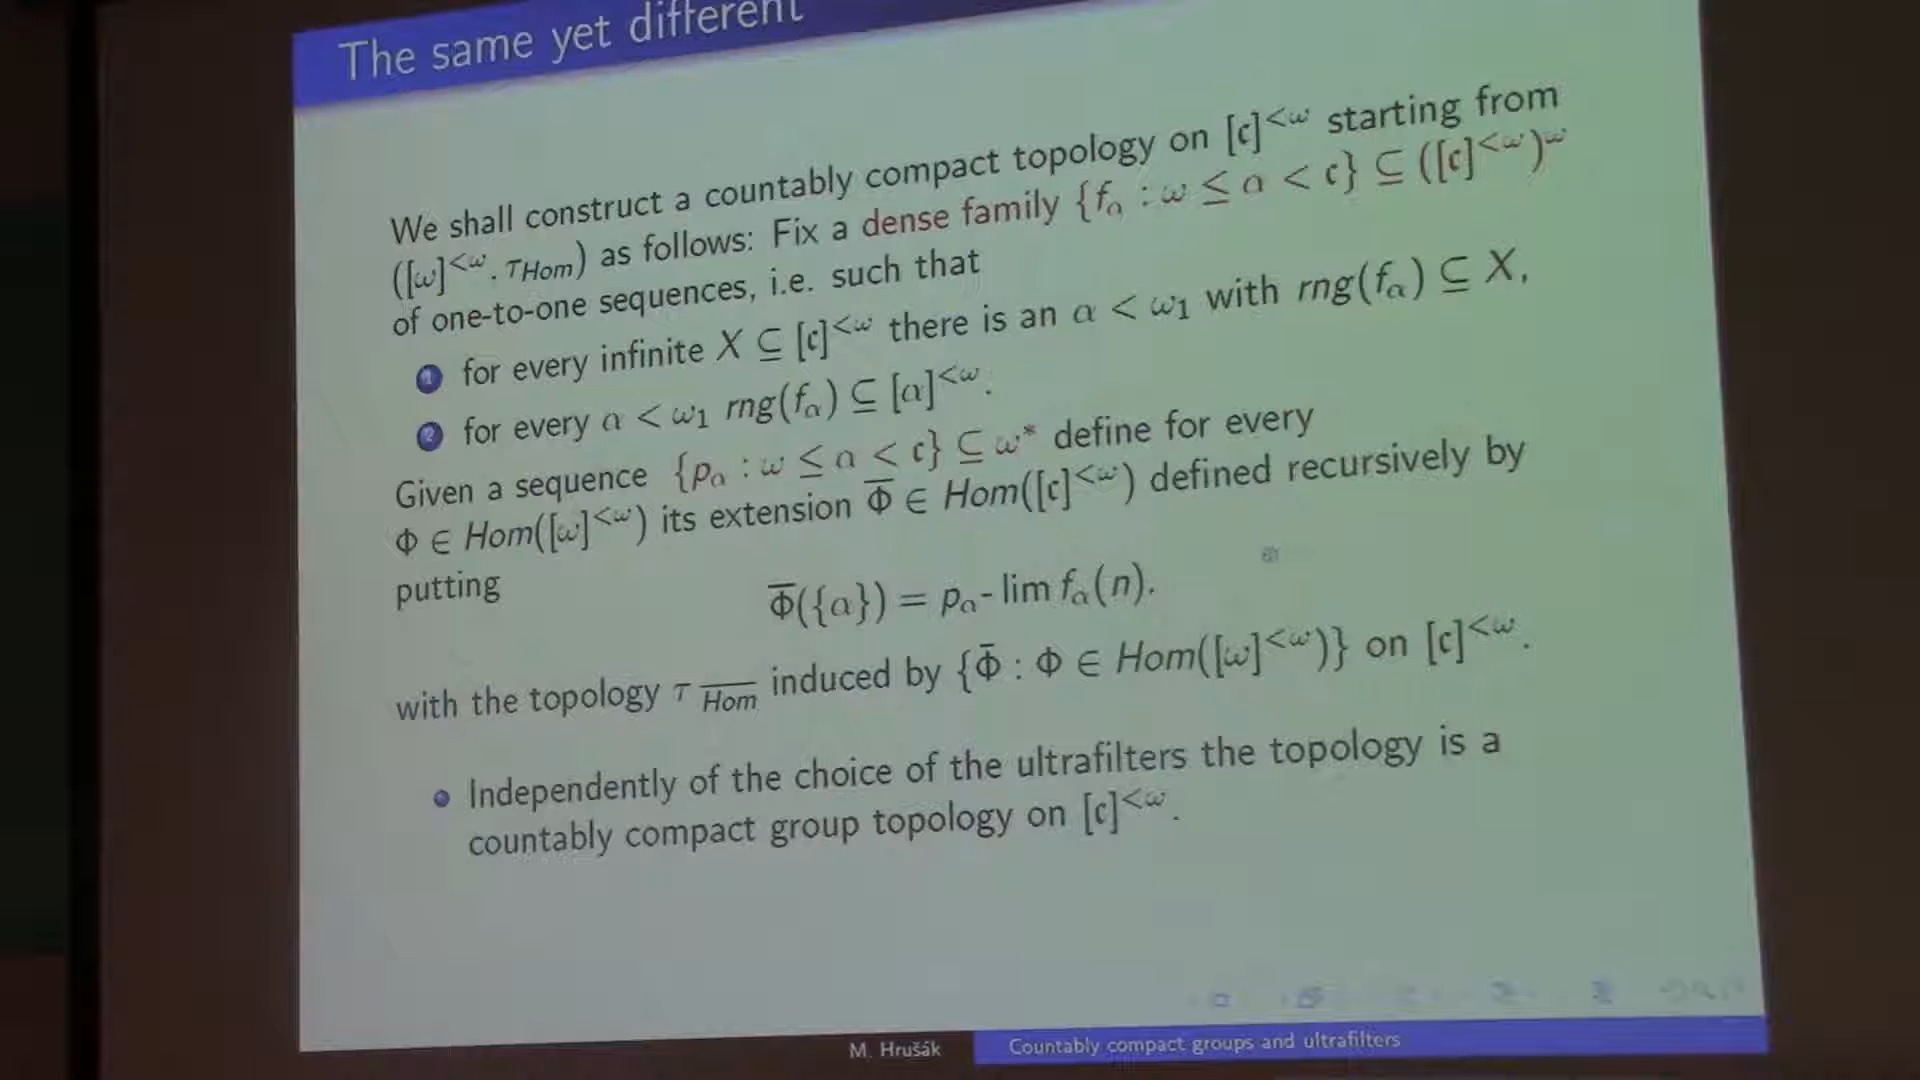 The same yet different
We shall construct a countably compact topology on [𝔠]^{<ω} starting from
([ω]^{<ω}, τ_{Hom}) as follows: Fix a dense family {f_α : ω ≤ α < 𝔠} ⊆ ([𝔠]^{<ω})^ω
of one-to-one sequences, i.e. such that
1 for every infinite X ⊆ [𝔠]^{<ω} there is an α < ω₁ with rng(f_α) ⊆ X,
2 for every α < ω₁ rng(f_α) ⊆ [α]^{<ω}.
Given a sequence {p_α : ω ≤ α < 𝔠} ⊆ ω* define for every
Φ ∈ Hom([ω]^{<ω}) its extension Φ̅ ∈ Hom([𝔠]^{<ω}) defined recursively by
putting
Φ̅({α}) = p_α- lim f_α(n).
with the topology τ_{\overline{Hom}} induced by {Φ̄ : Φ ∈ Hom([ω]^{<ω})} on [𝔠]^{<ω}.
• Independently of the choice of the ultrafilters the topology is a
countably compact group topology on [𝔠]^{<ω}.
M. Hrušák Countably compact groups and ultrafilters